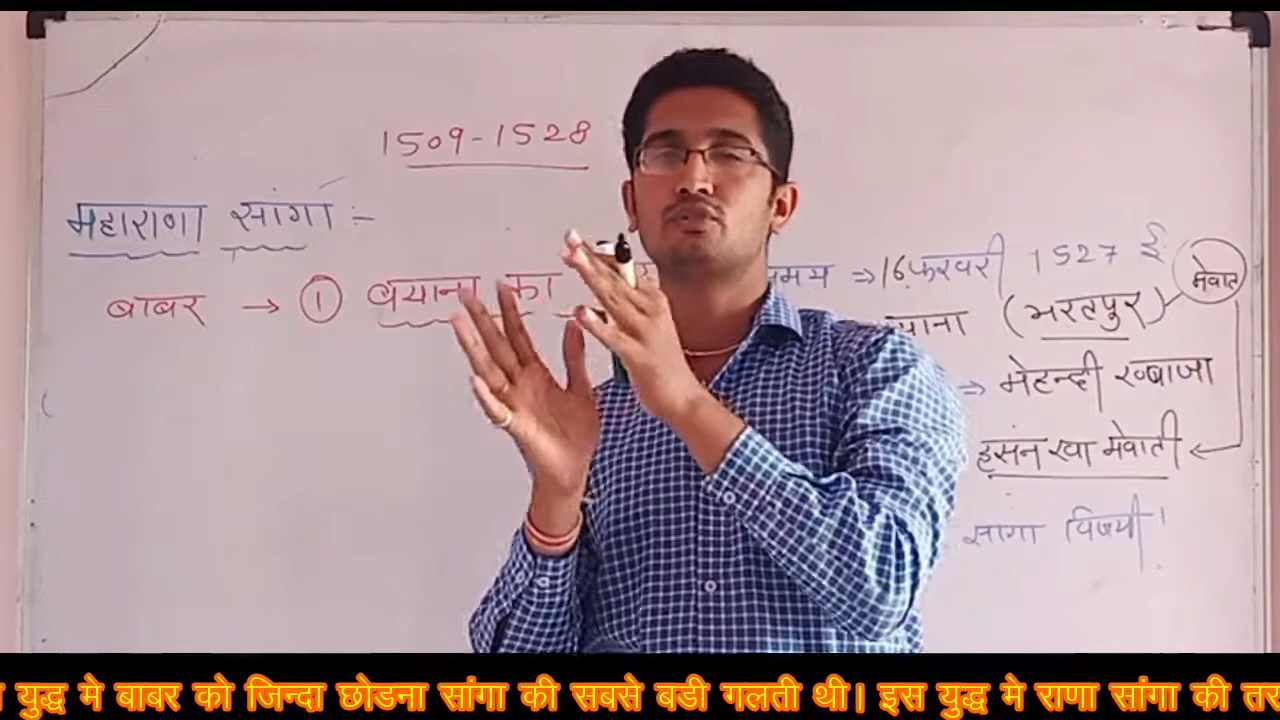 1509-1528
महाराणा सांगा :-
बाबर → ① बयाना का
समय ⇒ 16 फरवरी 1527 ई
मेवात
(भरतपुर)
⇒ मेहन्दी ख्वाजा
हसन खा मेवाती ←
सागा विजयी।
युद्ध मे बाबर को जिन्दा छोडना सांगा की सबसे बडी गलती थी। इस युद्ध मे राणा सांगा की